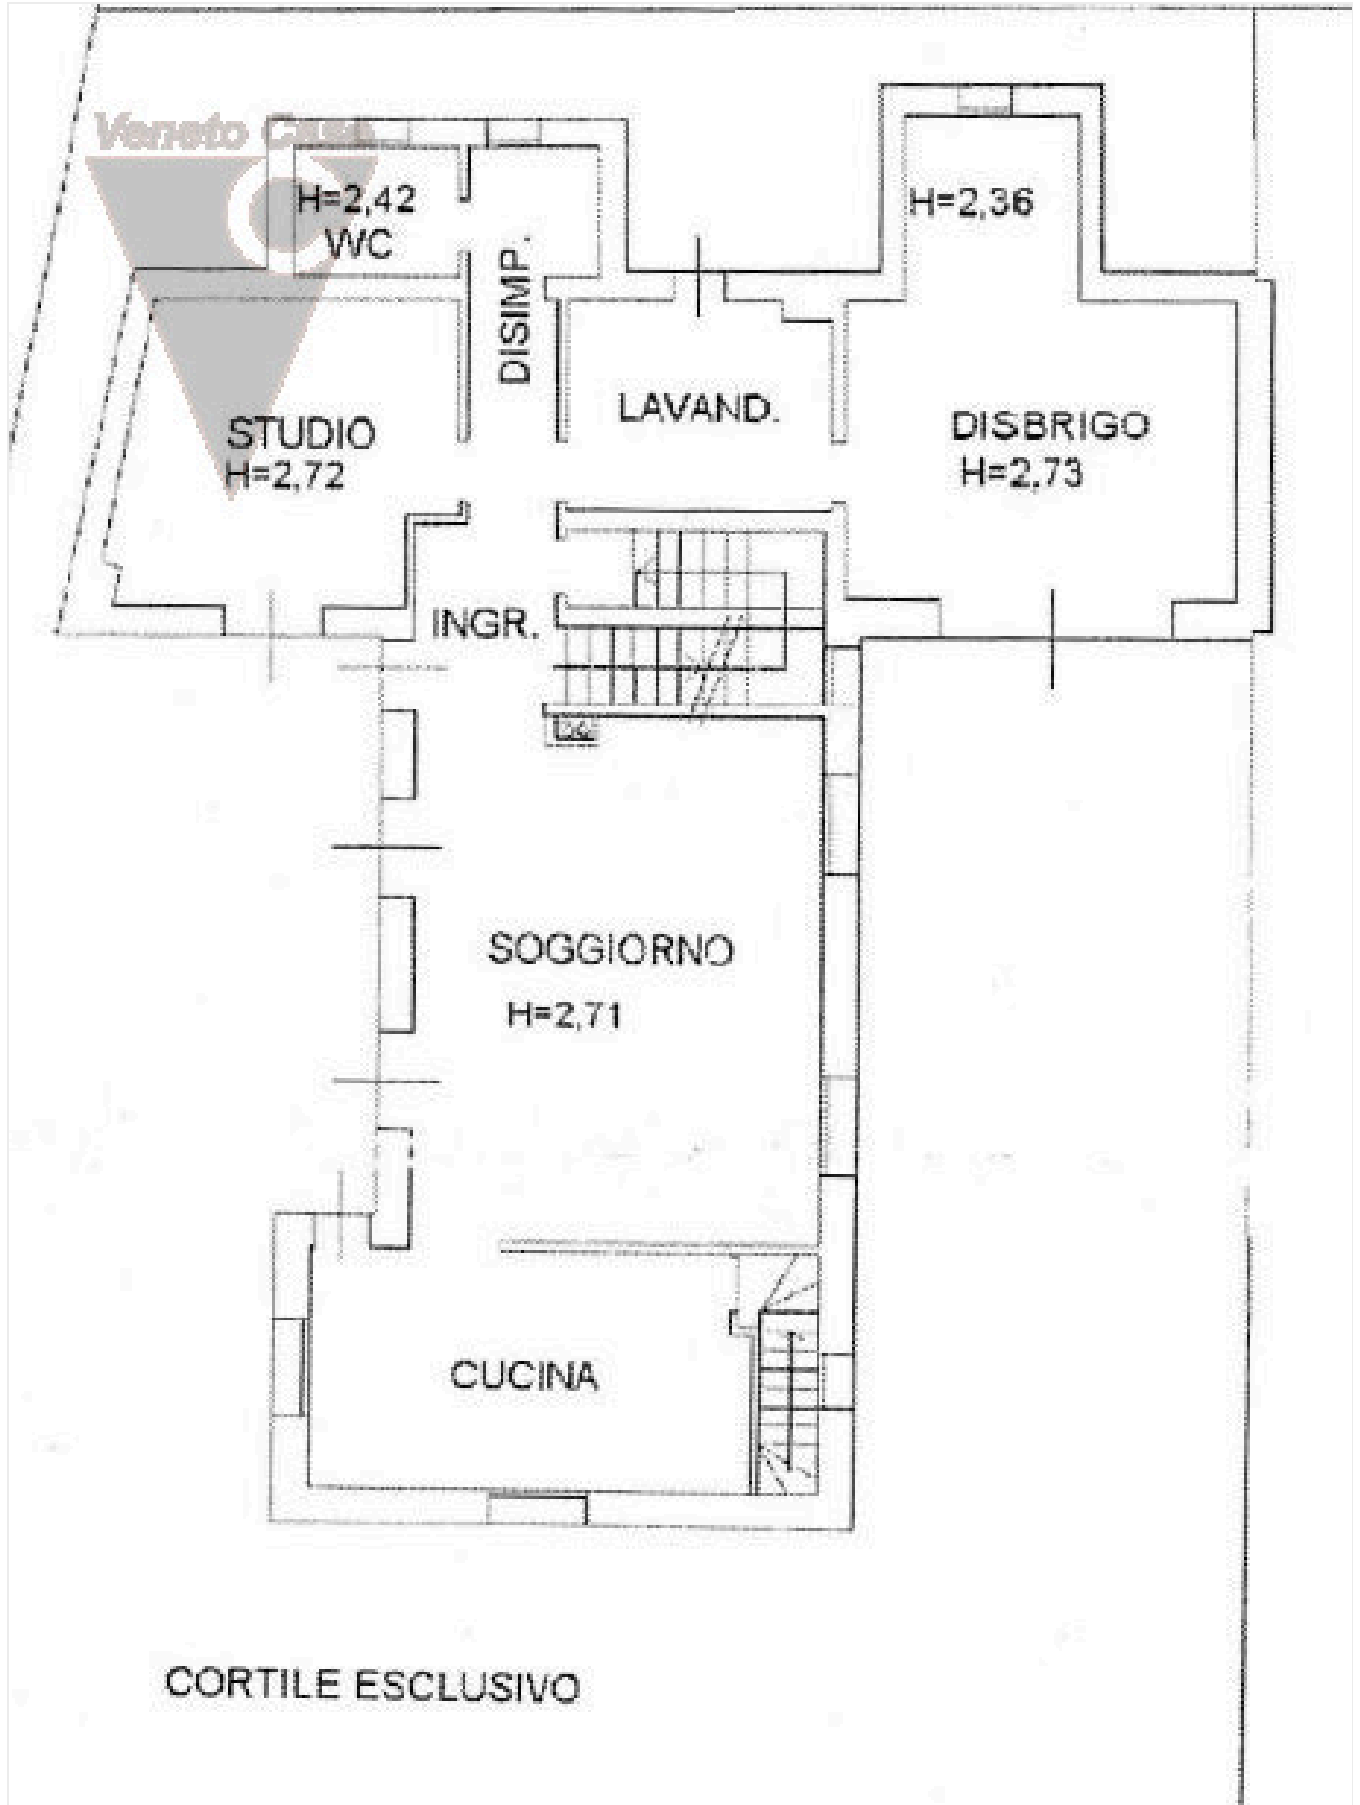 Veneto Case
H=2,42
WC
H=2,36
DISIMP.
STUDIO
H=2,72
LAVAND.
DISBRIGO
H=2,73
INGR.
SOGGIORNO
H=2,71
CUCINA
CORTILE ESCLUSIVO